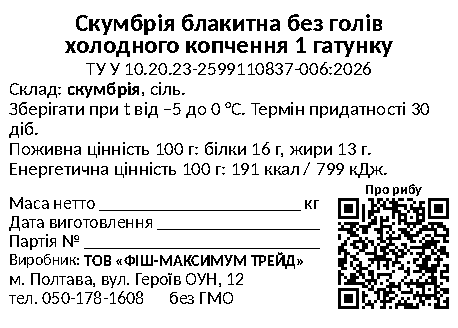 Скумбрія блакитна без голів
холодного копчення 1 гатунку
ТУ У 10.20.23-2599110837-006:2026
Склад: скумбрія, сіль.
Зберігати при t від –5 до 0 °С. Термін придатності 30
діб.
Поживна цінність 100 г: білки 16 г, жири 13 г.
Енергетична цінність 100 г: 191 ккал / 799 кДж.
Про рибу
Маса нетто ______________________ кг
Дата виготовлення __________________
Партія № __________________________
Виробник: ТОВ «ФІШ-МАКСИМУМ ТРЕЙД»
м. Полтава, вул. Героїв ОУН, 12
тел. 050-178-1608 без ГМО